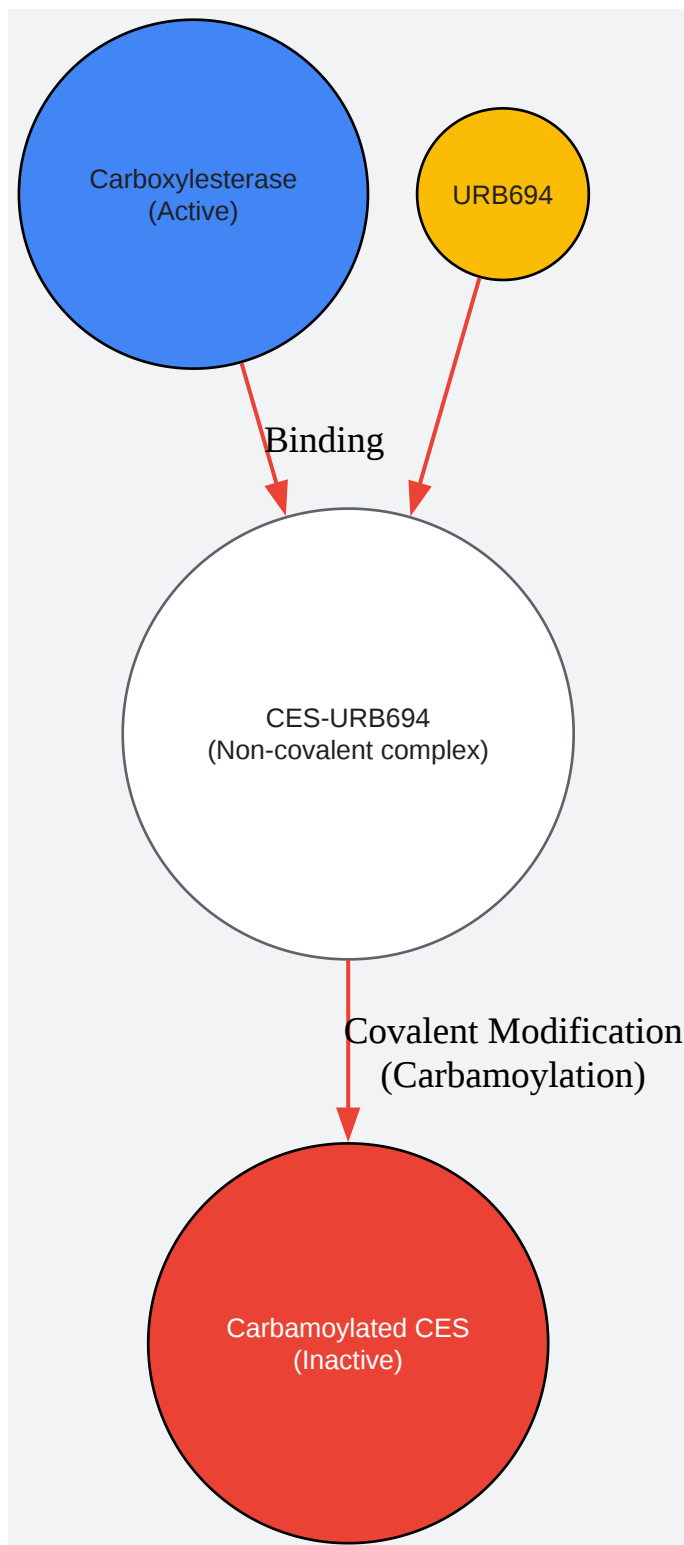 Carboxylesterase
(Active)
URB694
Binding
CES-URB694
(Non-covalent complex)
Covalent Modification
(Carbamoylation)
Carbamoylated CES
(Inactive)